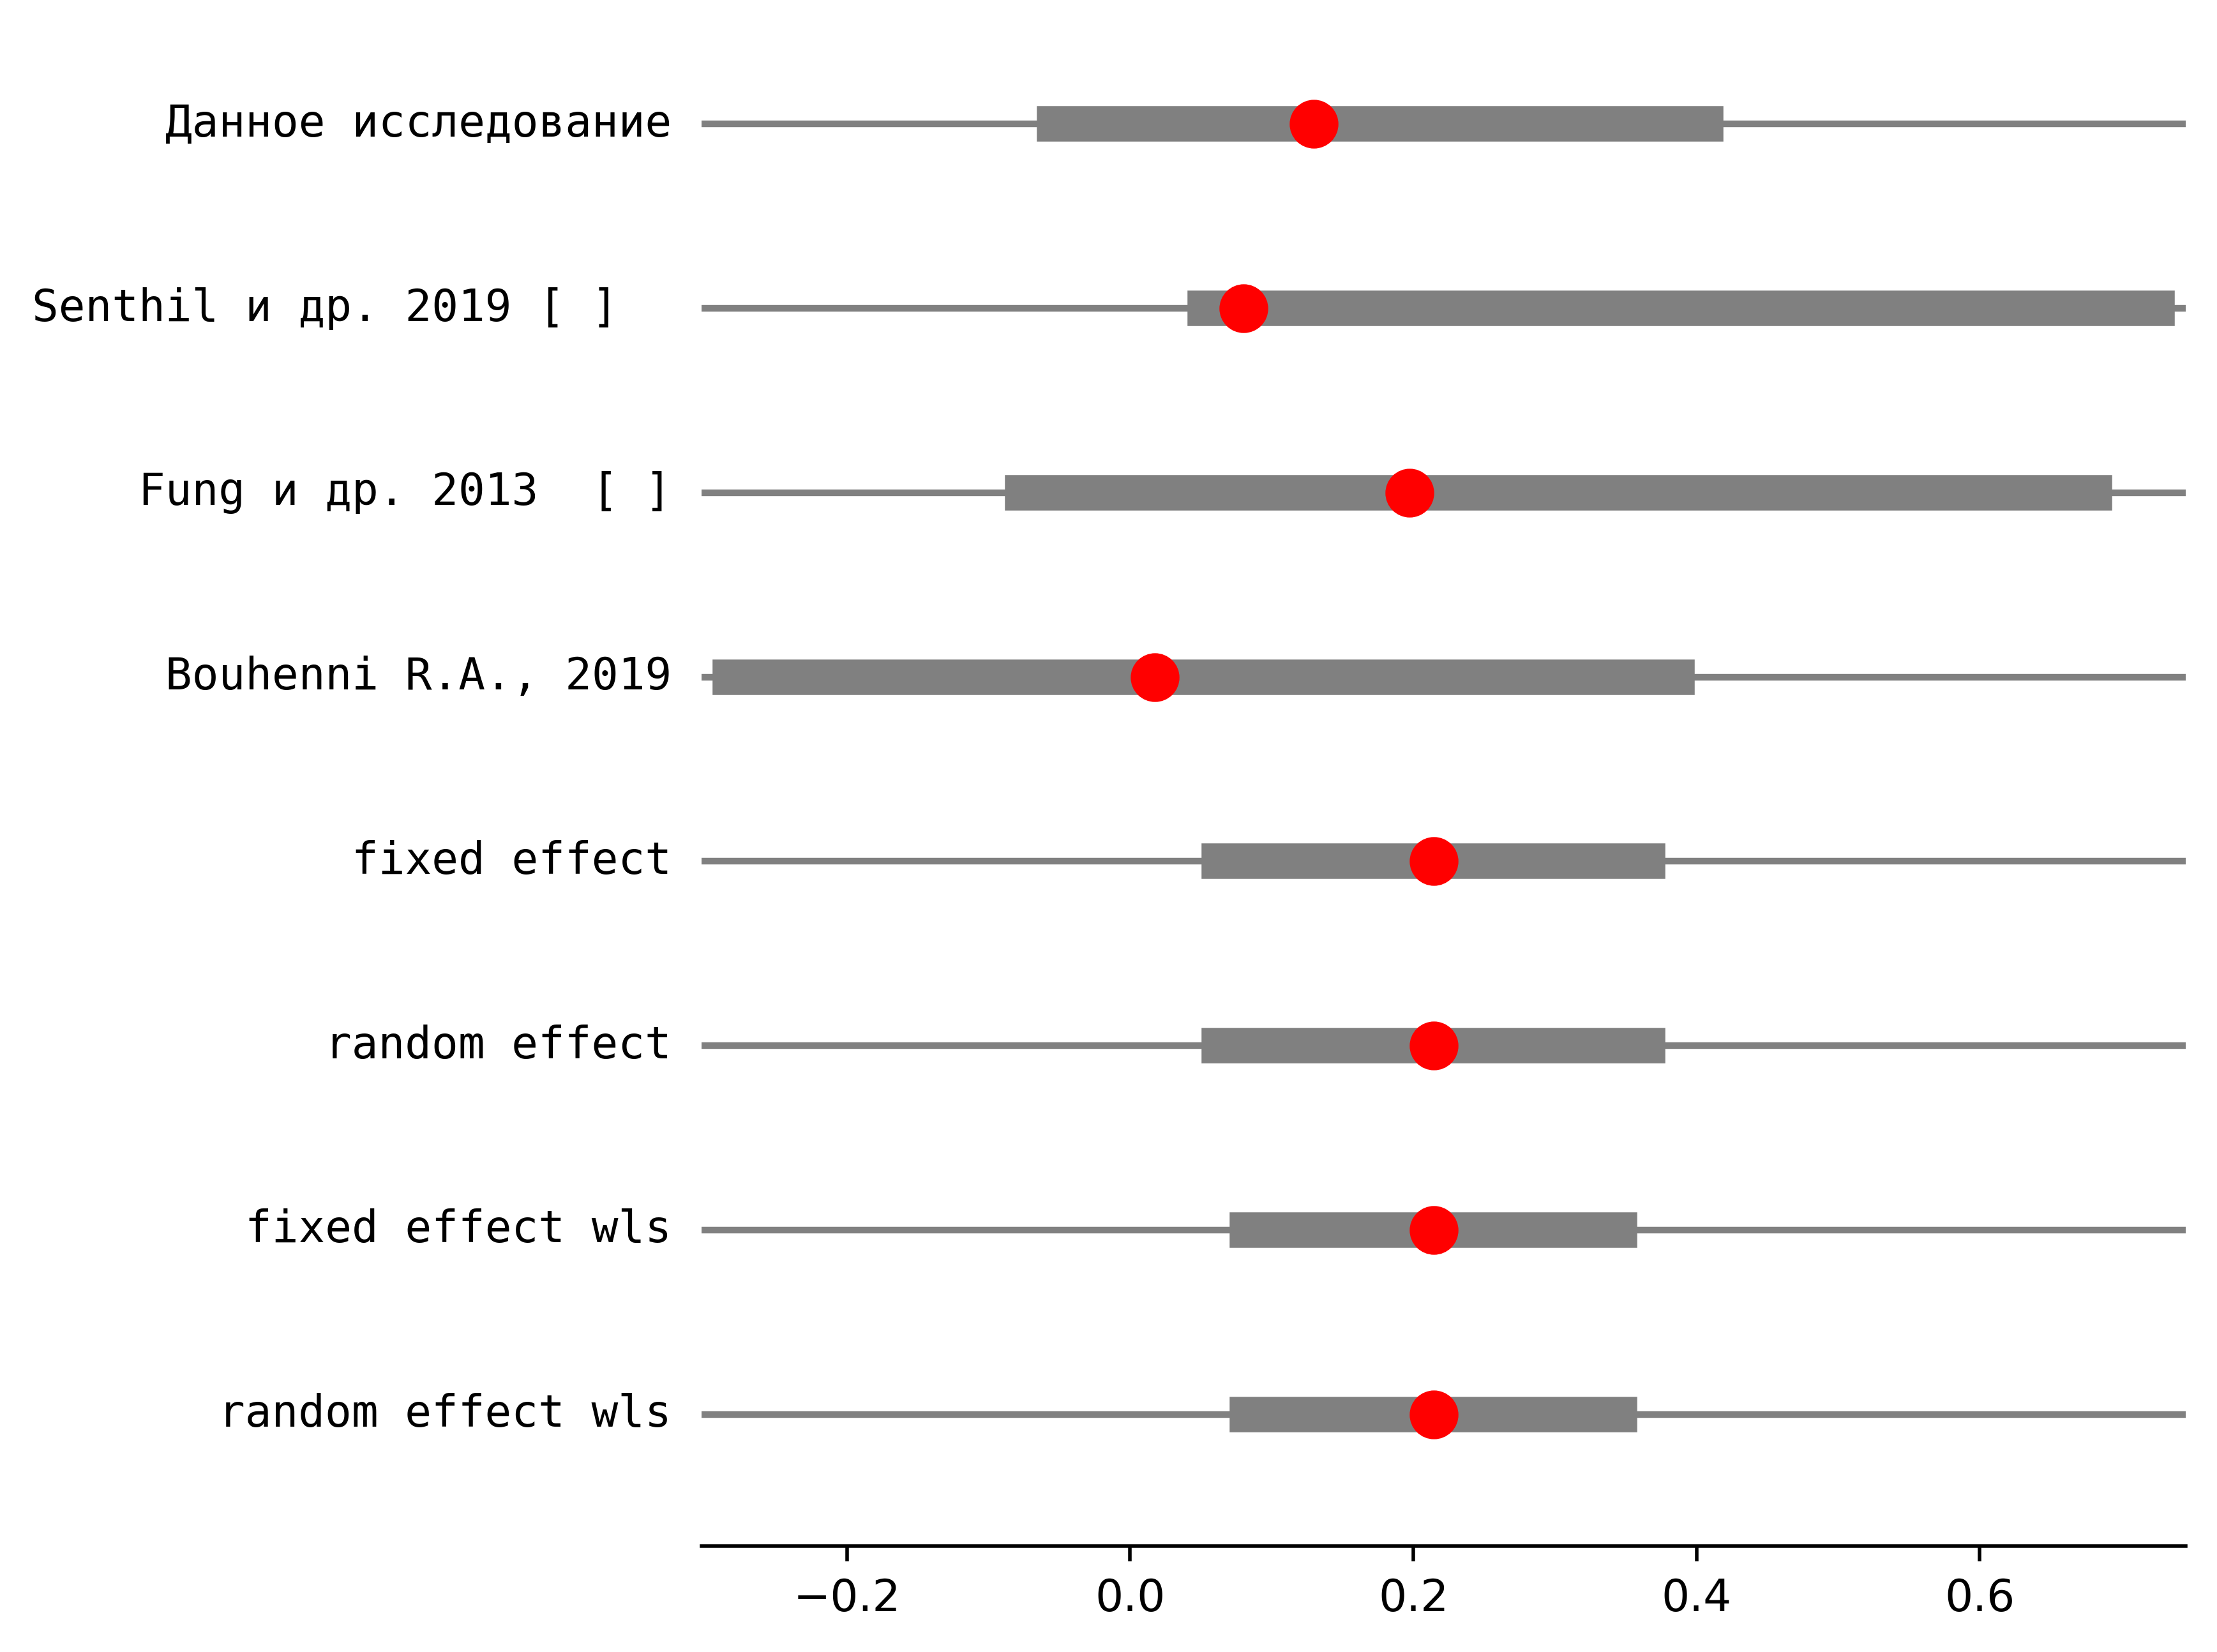 Данное исследование
Senthil и др. 2019 [ ]
Fung и др. 2013  [ ]
Bouhenni R.A., 2019
fixed effect
random effect
fixed effect wls
random effect wls
−0.2 0.0 0.2 0.4 0.6